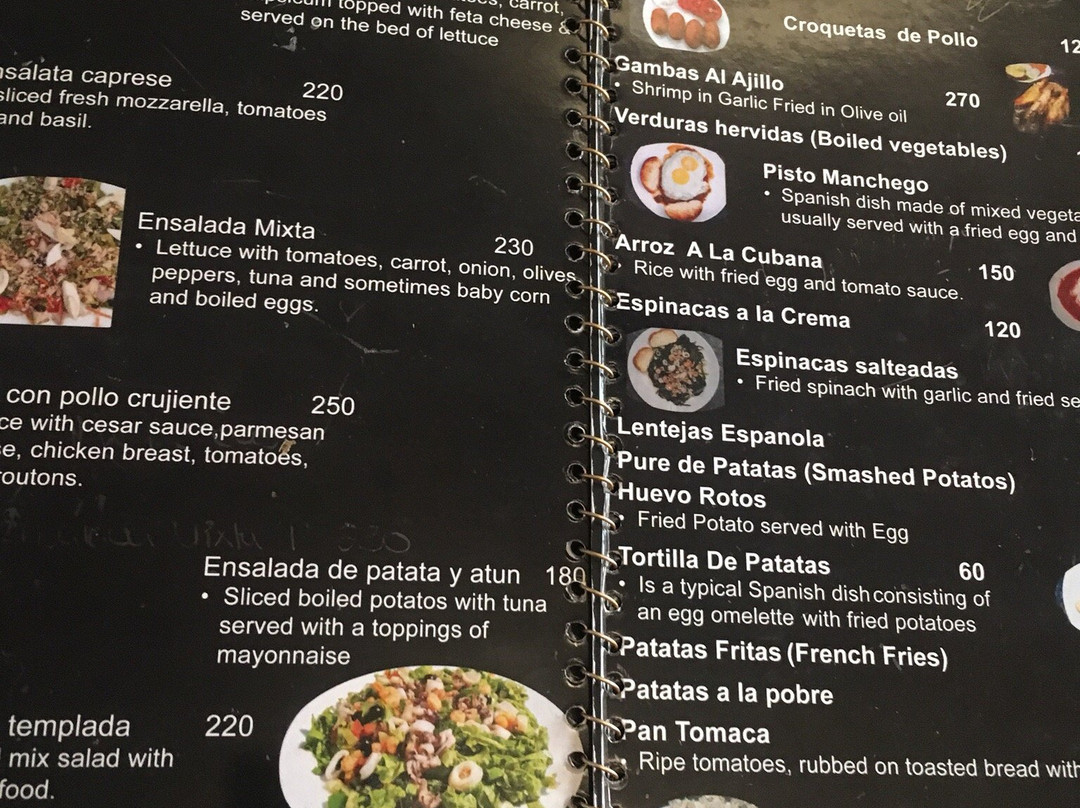 topped with feta cheese &
served on the bed of lettuce
caprese 220
sliced fresh mozzarella, tomatoes
and basil.
Ensalada Mixta 230
• Lettuce with tomatoes, carrot, onion, olives
peppers, tuna and sometimes baby corn
and boiled eggs.
con pollo crujiente 250
with cesar sauce,parmesan
chicken breast, tomatoes,
Ensalada de patata y atun 180
• Sliced boiled potatos with tuna
served with a toppings of
mayonnaise
templada 220
mix salad with
Croquetas de Pollo
Gambas Al Ajillo 270
• Shrimp in Garlic Fried in Olive oil
Verduras hervidas (Boiled vegetables)
Pisto Manchego
• Spanish dish made of mixed
usually served with a fried egg and
Arroz A La Cubana 150
• Rice with fried egg and tomato sauce.
Espinacas a la Crema 120
Espinacas salteadas
• Fried spinach with garlic and fried
Lentejas Espanola
Pure de Patatas (Smashed Potatos)
Huevo Rotos
• Fried Potato served with Egg
Tortilla De Patatas 60
• Is a typical Spanish dish consisting of
an egg omelette with fried potatoes
Patatas Fritas (French Fries)
Patatas a la pobre
Pan Tomaca
• Ripe tomatoes, rubbed on toasted bread with